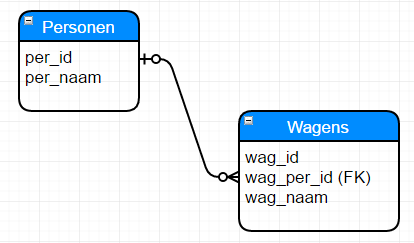 Personen
per_id
per_naam
Wagens
wag_id
wag_per_id (FK)
wag_naam